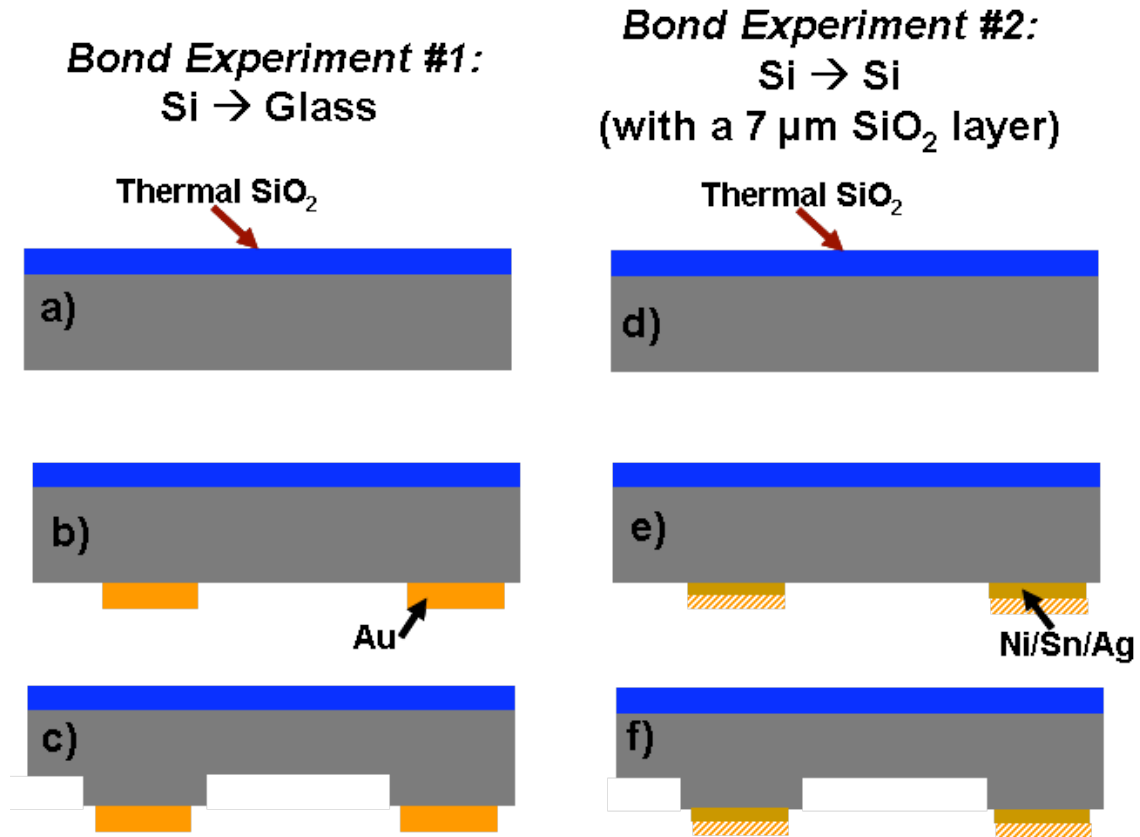 Bond Experiment #1:
Si → Glass
Thermal SiO₂
a)
b)
Au
c)
Bond Experiment #2:
Si → Si
(with a 7 µm SiO₂ layer)
Thermal SiO₂
d)
e)
Ni/Sn/Ag
f)